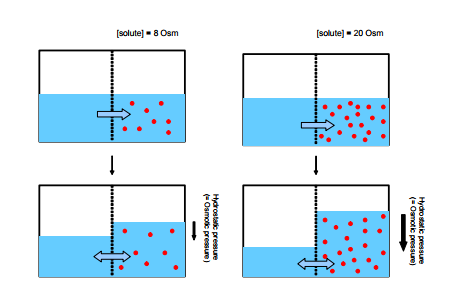 [solute] = 8 Osm
[solute] = 20 Osm
Hydrostatic pressure
(= Osmotic pressure)
Hydrostatic pressure
(= Osmotic pressure)